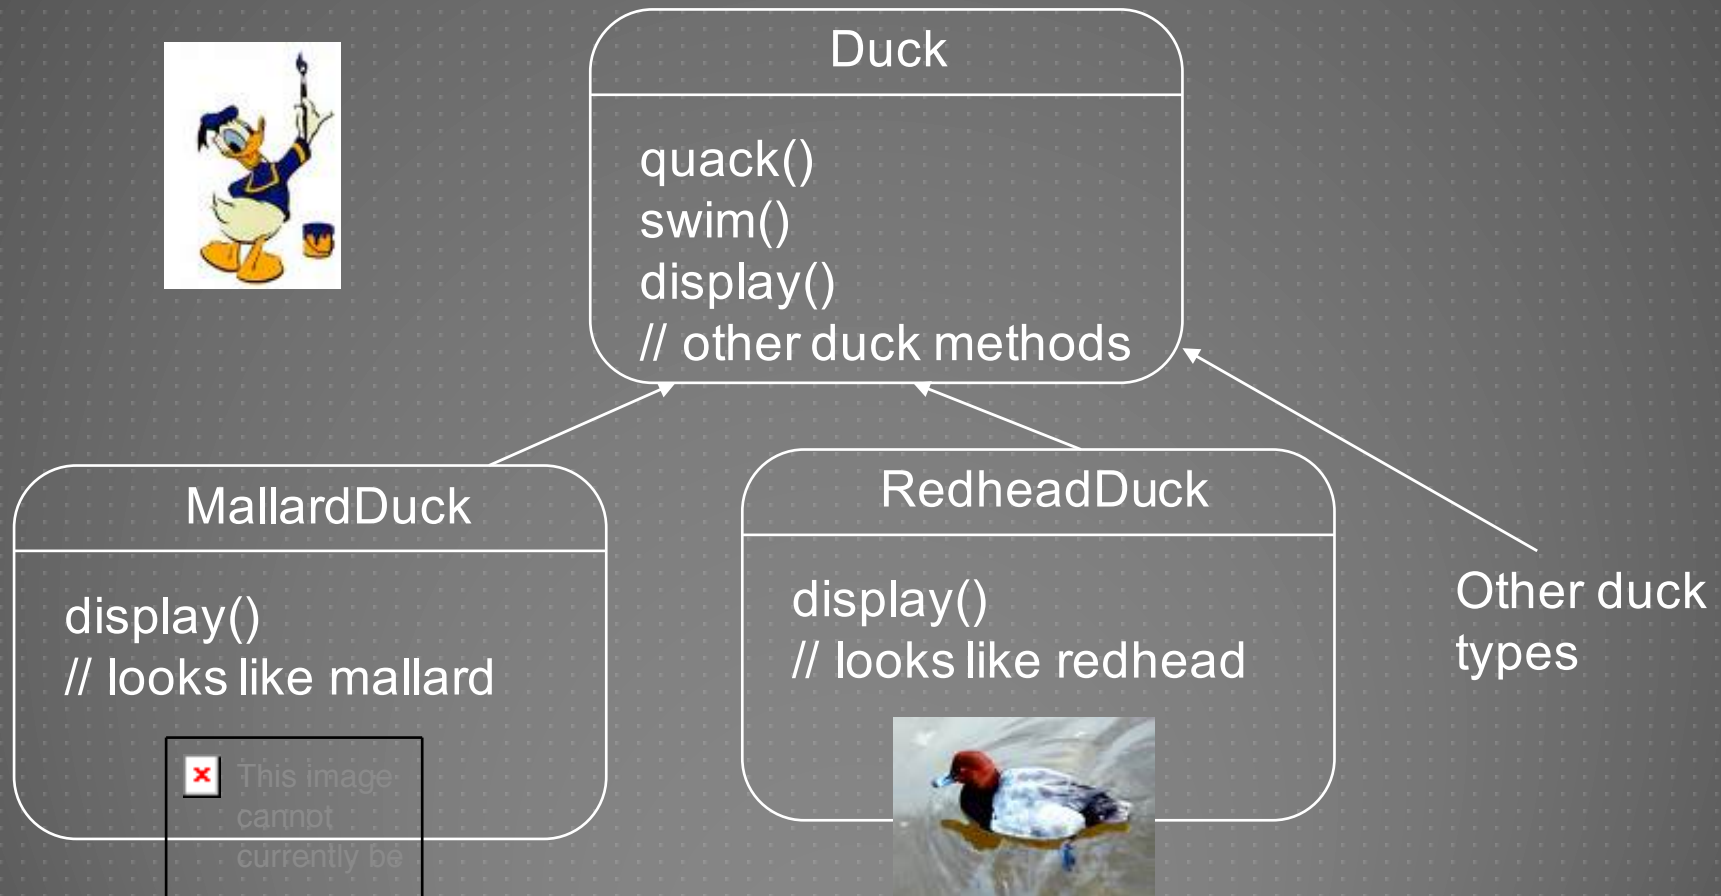 Duck
quack()
swim()
display()
// other duck methods
MallardDuck
display()
// looks like mallard
This image
cannot
currently be
RedheadDuck
display()
// looks like redhead
Other duck
types